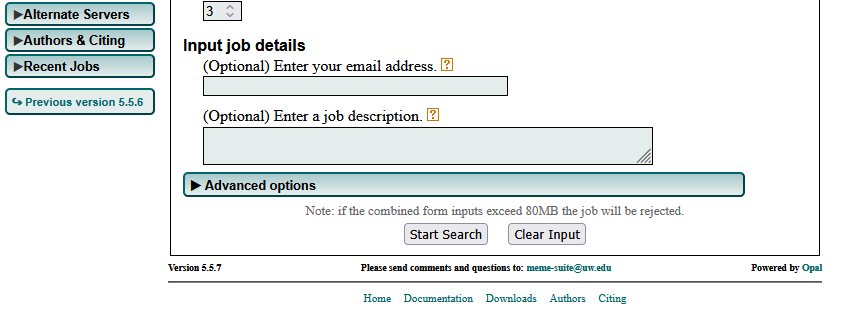 ▶Alternate Servers
▶Authors & Citing
▶Recent Jobs
↪ Previous version 5.5.6
3
Input job details
(Optional) Enter your email address. ?
(Optional) Enter a job description. ?
▶ Advanced options
Note: if the combined form inputs exceed 80MB the job will be rejected.
Start Search Clear Input
Version 5.5.7 Please send comments and questions to: meme-suite@uw.edu Powered by Opal
Home Documentation Downloads Authors Citing